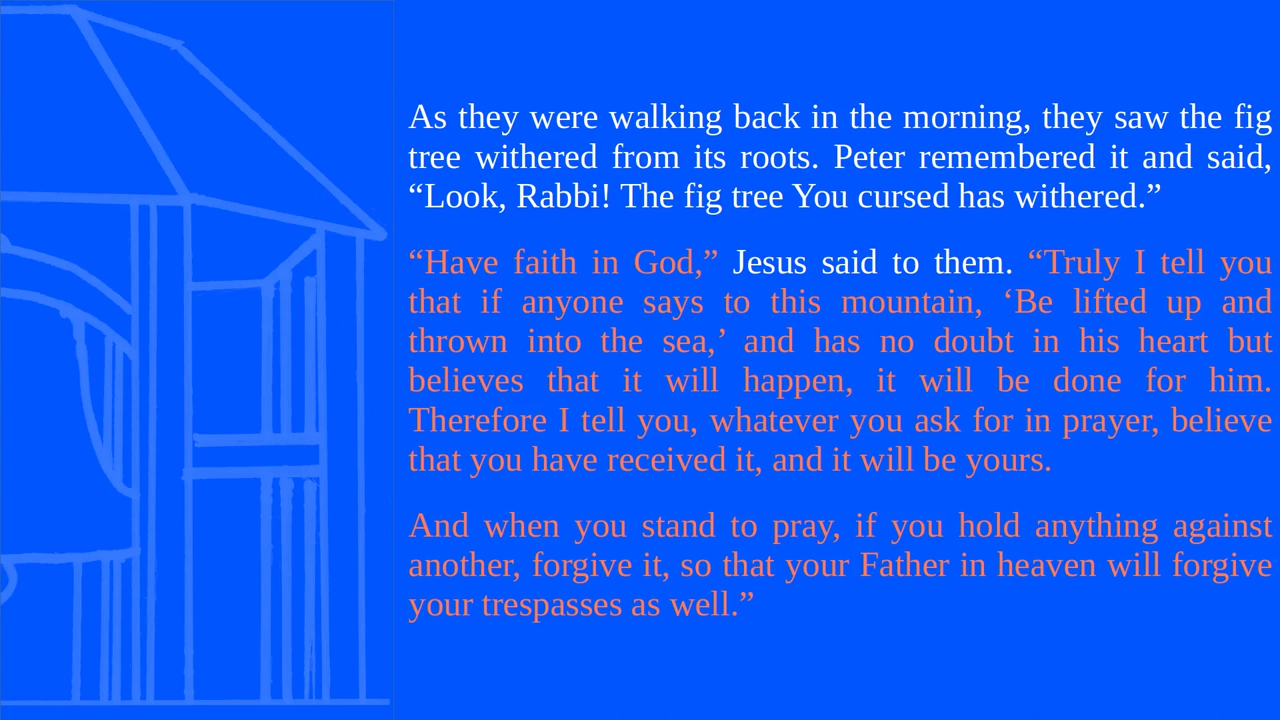 As they were walking back in the morning, they saw the fig
tree withered from its roots. Peter remembered it and said,
“Look, Rabbi! The fig tree You cursed has withered.”
“Have faith in God,” Jesus said to them. “Truly I tell you
that if anyone says to this mountain, ‘Be lifted up and
thrown into the sea,’ and has no doubt in his heart but
believes that it will happen, it will be done for him.
Therefore I tell you, whatever you ask for in prayer, believe
that you have received it, and it will be yours.
And when you stand to pray, if you hold anything against
another, forgive it, so that your Father in heaven will forgive
your trespasses as well.”